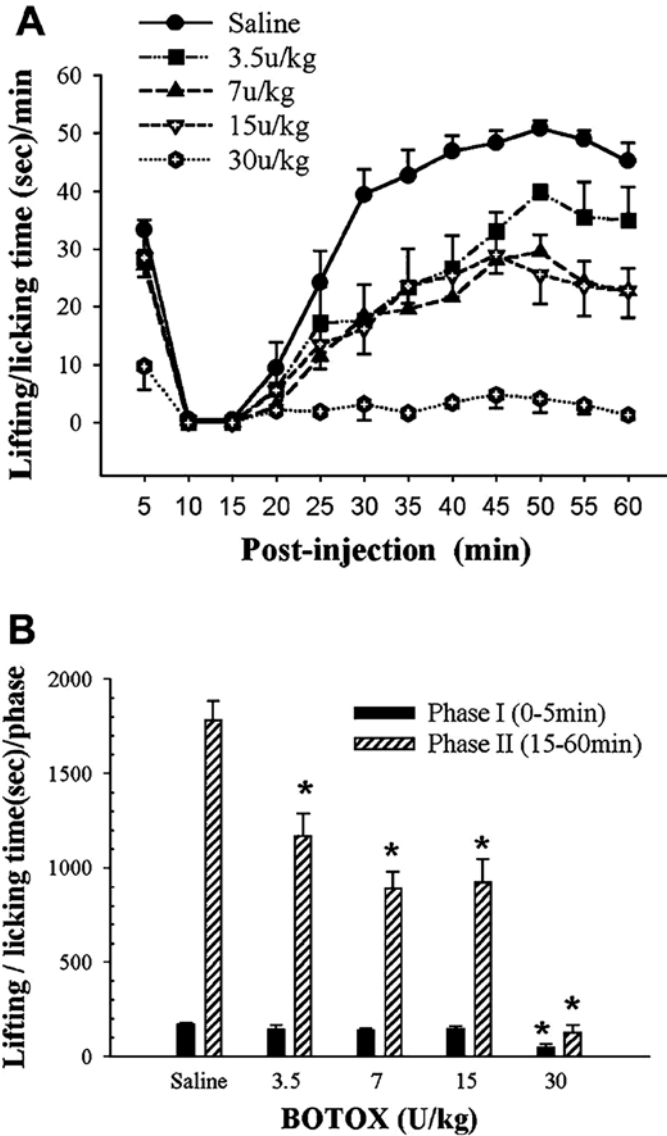 A
Saline
3.5u/kg
7u/kg
15u/kg
30u/kg
Lifting/licking time (sec)/min
60
50
40
30
20
10
0
5 10 15 20 25 30 35 40 45 50 55 60
Post-injection (min)
B
Lifting / licking time(sec)/phase
2000
1500
1000
500
0
Phase I (0-5min)
Phase II (15-60min)
* * * * *
Saline 3.5 7 15 30
BOTOX (U/kg)